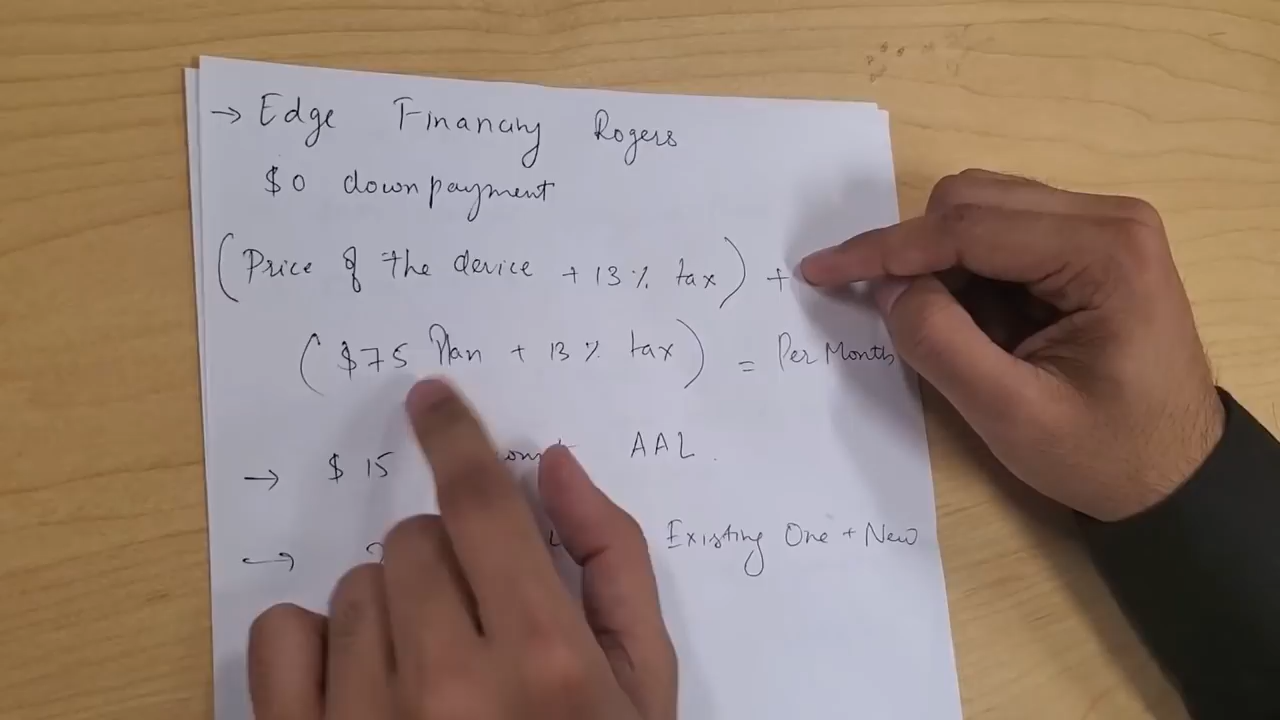 → Edge Financing Rogers
$0 downpayment
(Price of the device + 13% tax) +
($75 Plan + 13% tax) = Per Month
→ $15 AAL.
→ Existing One + New